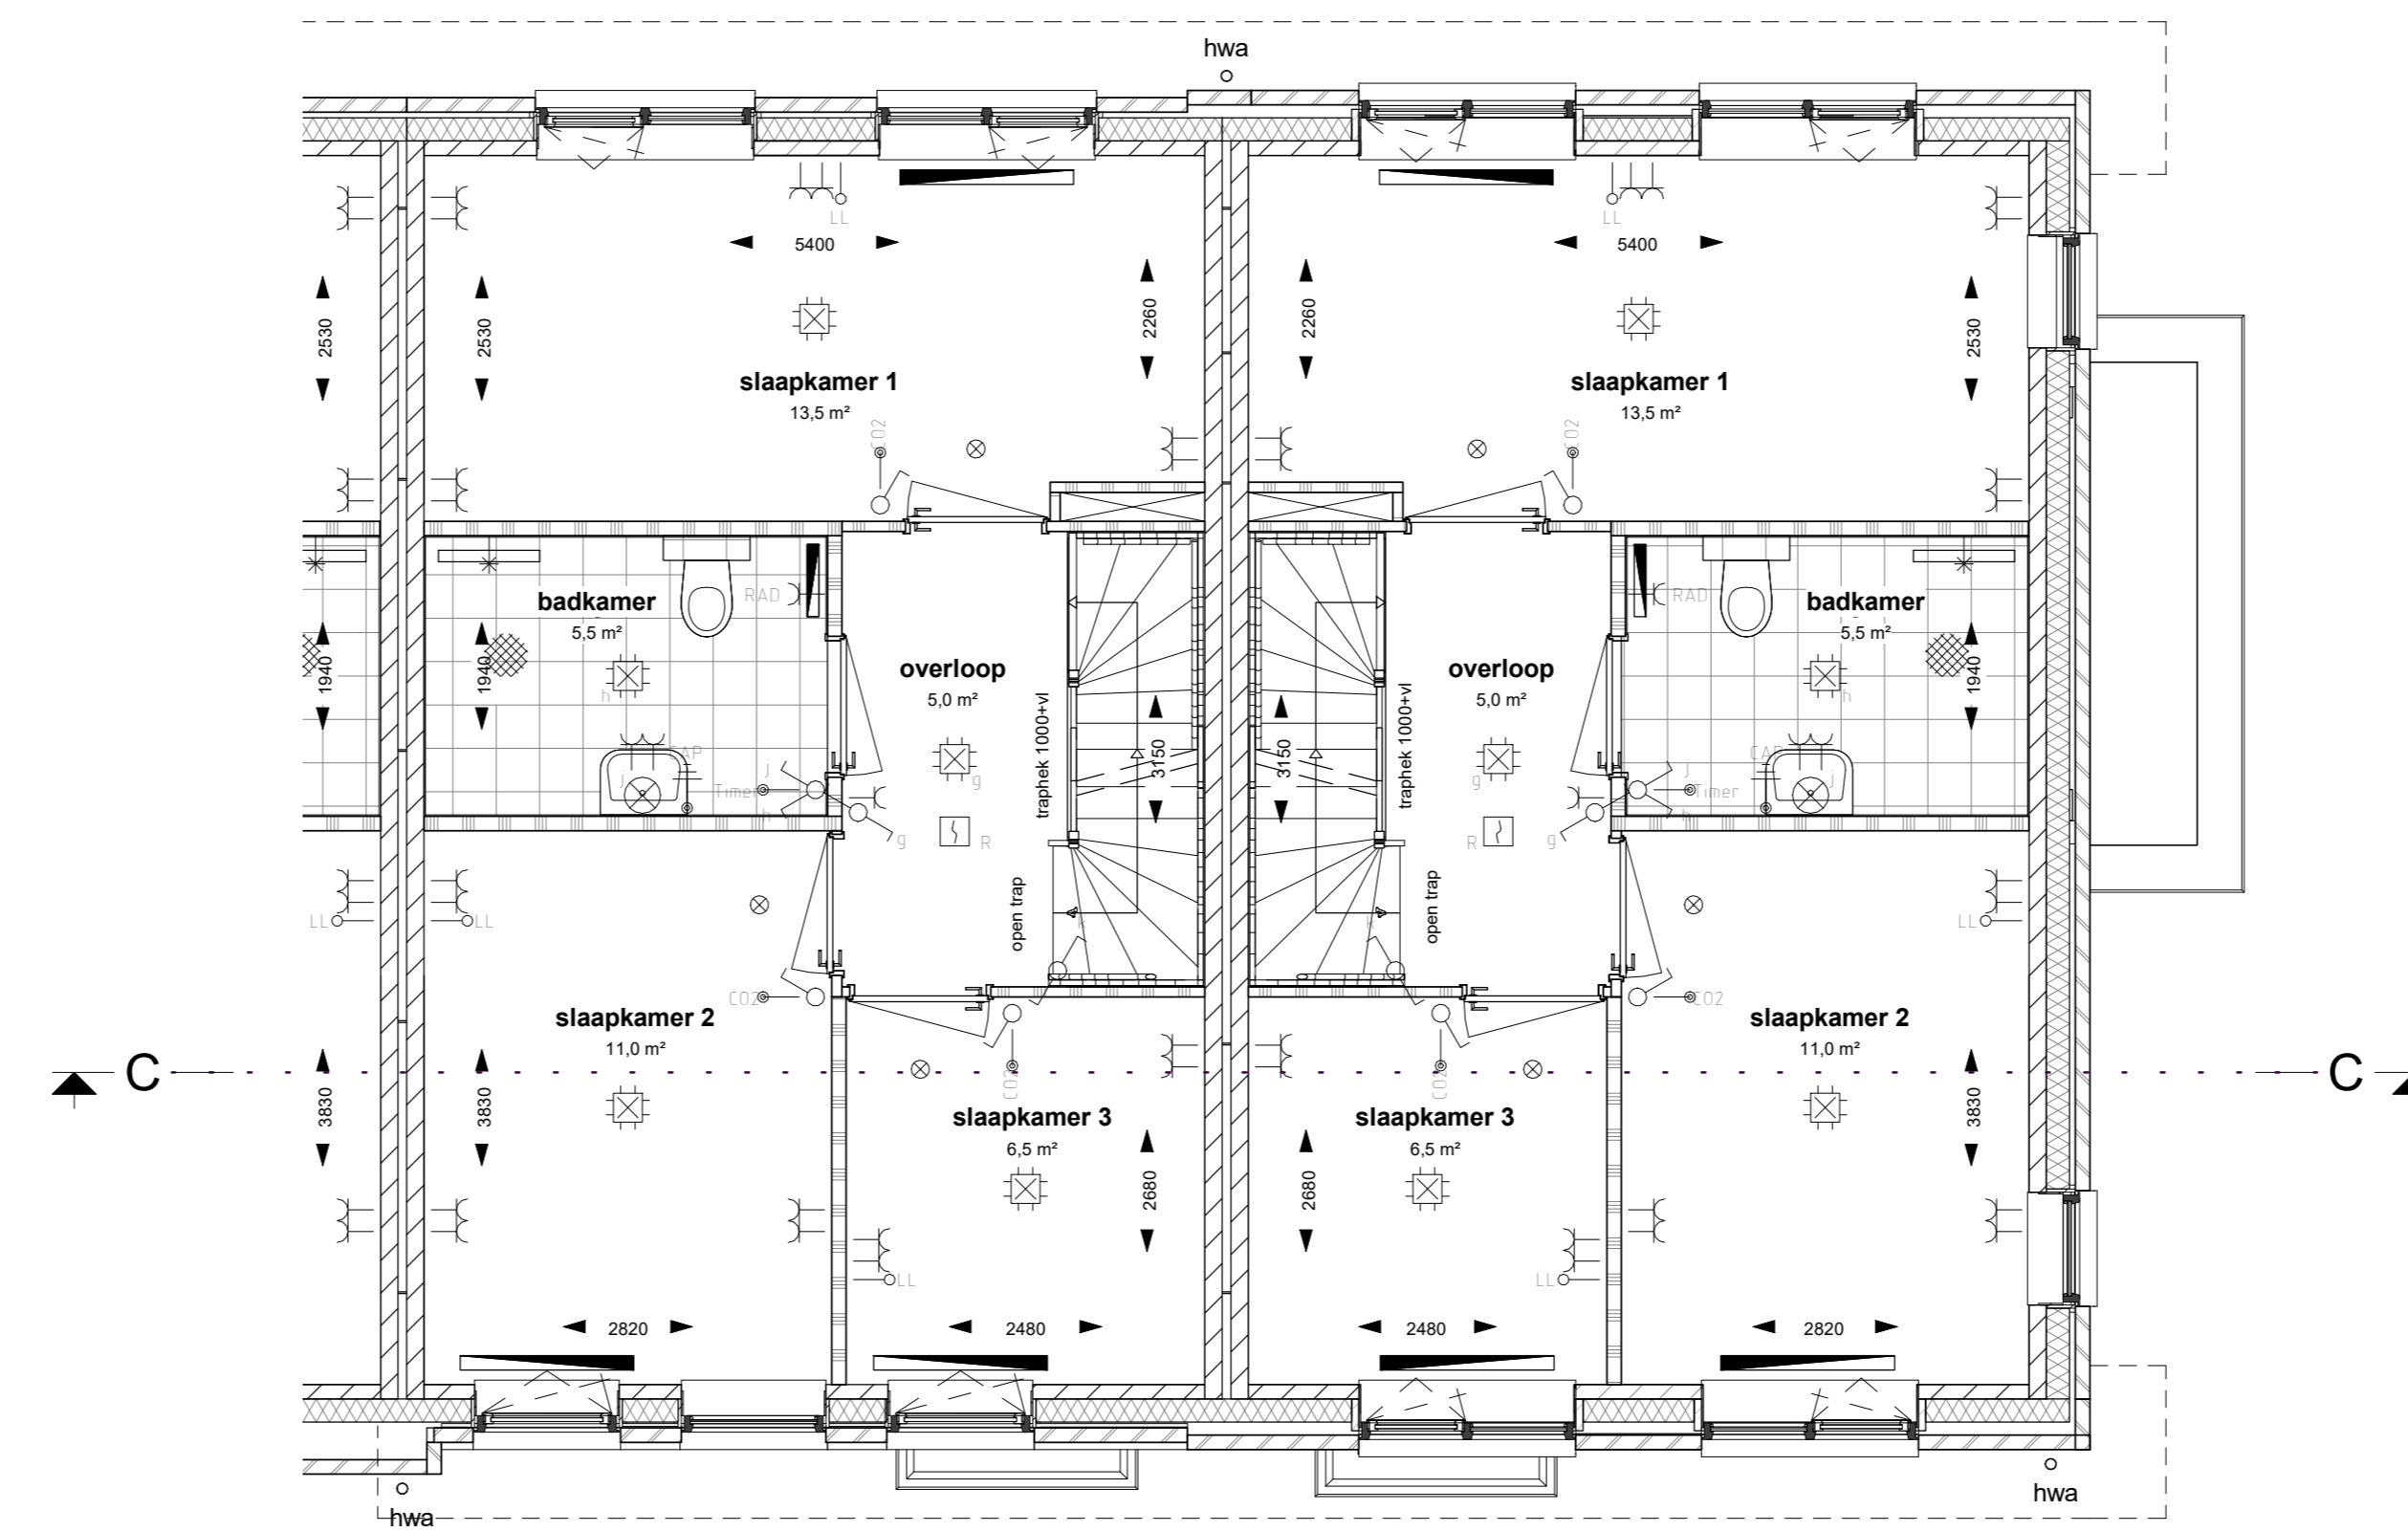 hwa
LL
LL
5400
5400
2530
2530
2260
2260
2530
slaapkamer 1
13,5 m²
slaapkamer 1
13,5 m²
CO2
CO2
badkamer
5,5 m²
RAD
RAD
badkamer
5,5 m²
1940
1940
1940
h
h
overloop
5,0 m²
overloop
5,0 m²
traphek 1000+vl
3150
3150
traphek 1000+vl
CAP
CAP
j
j
j
j
Timer
Timer
h
h
g
g
g
g
R
R
open trap
open trap
k
k
LL
LL
LL
CO2
CO2
slaapkamer 2
11,0 m²
slaapkamer 2
11,0 m²
C
C
CO2
CO2
3830
3830
3830
slaapkamer 3
6,5 m²
slaapkamer 3
6,5 m²
2680
2680
LL
LL
2820
2480
2480
2820
hwa
hwa